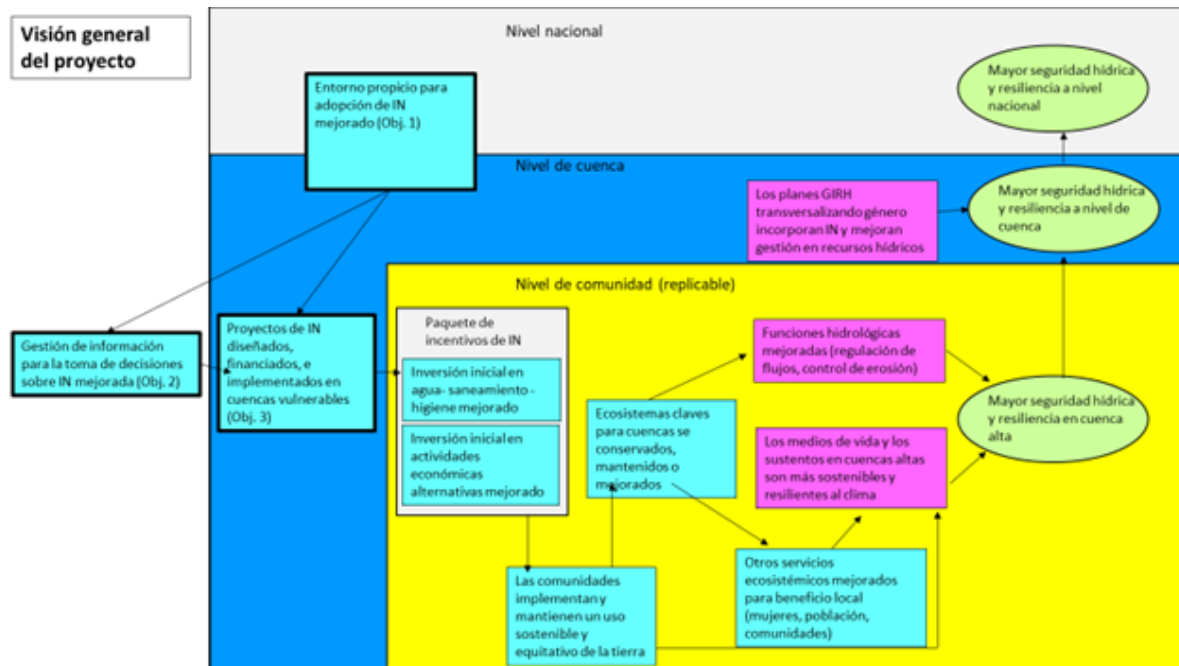 Visión general
del proyecto
Nivel nacional
Entorno propicio para
adopción de IN
mejorado (Obj. 1)
Mayor seguridad hídrica
y resiliencia a nivel
nacional
Nivel de cuenca
Los planes GIRH
transversalizando género
incorporan IN y mejoran
gestión en recursos hídricos
Mayor seguridad hídrica
y resiliencia a nivel de
cuenca
Nivel de comunidad (replicable)
Gestión de información
para la toma de decisiones
sobre IN mejorada (Obj. 2)
Proyectos de IN
diseñados,
financiados, e
implementados en
cuencas vulnerables
(Obj. 3)
Paquete de
incentivos de IN
Inversión inicial en
agua- saneamiento -
higiene mejorado
Inversión inicial en
actividades
económicas
alternativas mejorado
Ecosistemas claves
para cuencas se
conservados,
mantenidos o
mejorados
Funciones hidrológicas
mejoradas (regulación de
flujos, control de erosión)
Los medios de vida y los
sustentos en cuencas altas
son más sostenibles y
resilientes al clima
Mayor seguridad hídrica
y resiliencia en cuenca
alta
Las comunidades
implementan y
mantienen un uso
sostenible y
equitativo de la tierra
Otros servicios
ecosistémicos mejorados
para beneficio local
(mujeres, población,
comunidades)